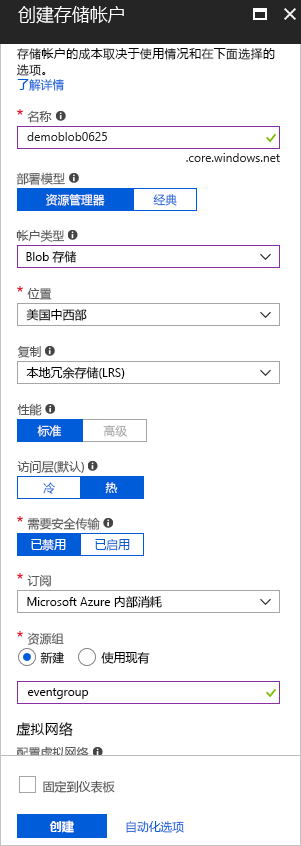 创建存储帐户
存储帐户的成本取决于使用情况和在下面选择的
选项。
了解详情
* 名称
demoblob0625
.core.windows.net
部署模型
资源管理器 经典
帐户类型
Blob 存储
* 位置
美国中西部
复制
本地冗余存储(LRS)
性能
标准 高级
访问层(默认)
冷 热
* 需要安全传输
已禁用 已启用
* 订阅
Microsoft Azure 内部消耗
* 资源组
新建 使用现有
eventgroup
虚拟网络
配置虚拟网络
固定到仪表板
创建 自动化选项